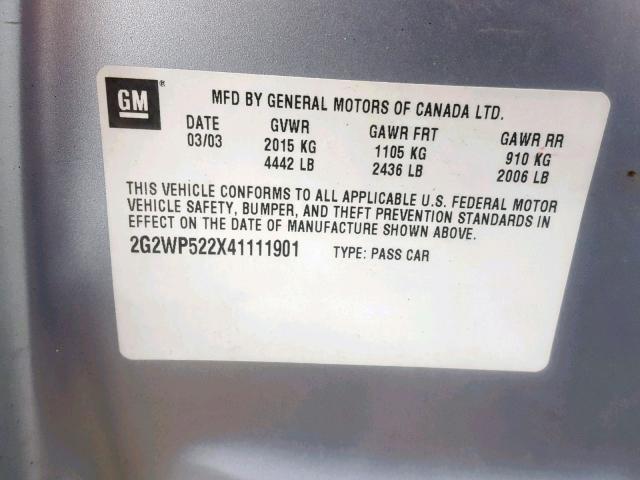 GM ®
MFD BY GENERAL MOTORS OF CANADA LTD.
DATE GVWR GAWR FRT GAWR RR
03/03 2015 KG 1105 KG 910 KG
4442 LB 2436 LB 2006 LB
THIS VEHICLE CONFORMS TO ALL APPLICABLE U.S. FEDERAL MOTOR
VEHICLE SAFETY, BUMPER, AND THEFT PREVENTION STANDARDS IN
EFFECT ON THE DATE OF MANUFACTURE SHOWN ABOVE.
2G2WP522X41111901 TYPE: PASS CAR